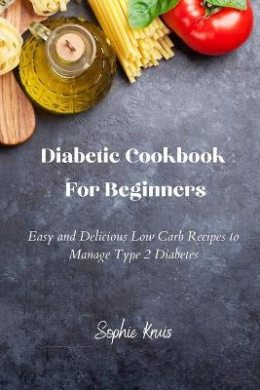 Diabetic Cookbook
For Beginners
Easy and Delicious Low Carb Recipes to
Manage Type 2 Diabetes
Sophie Kruis